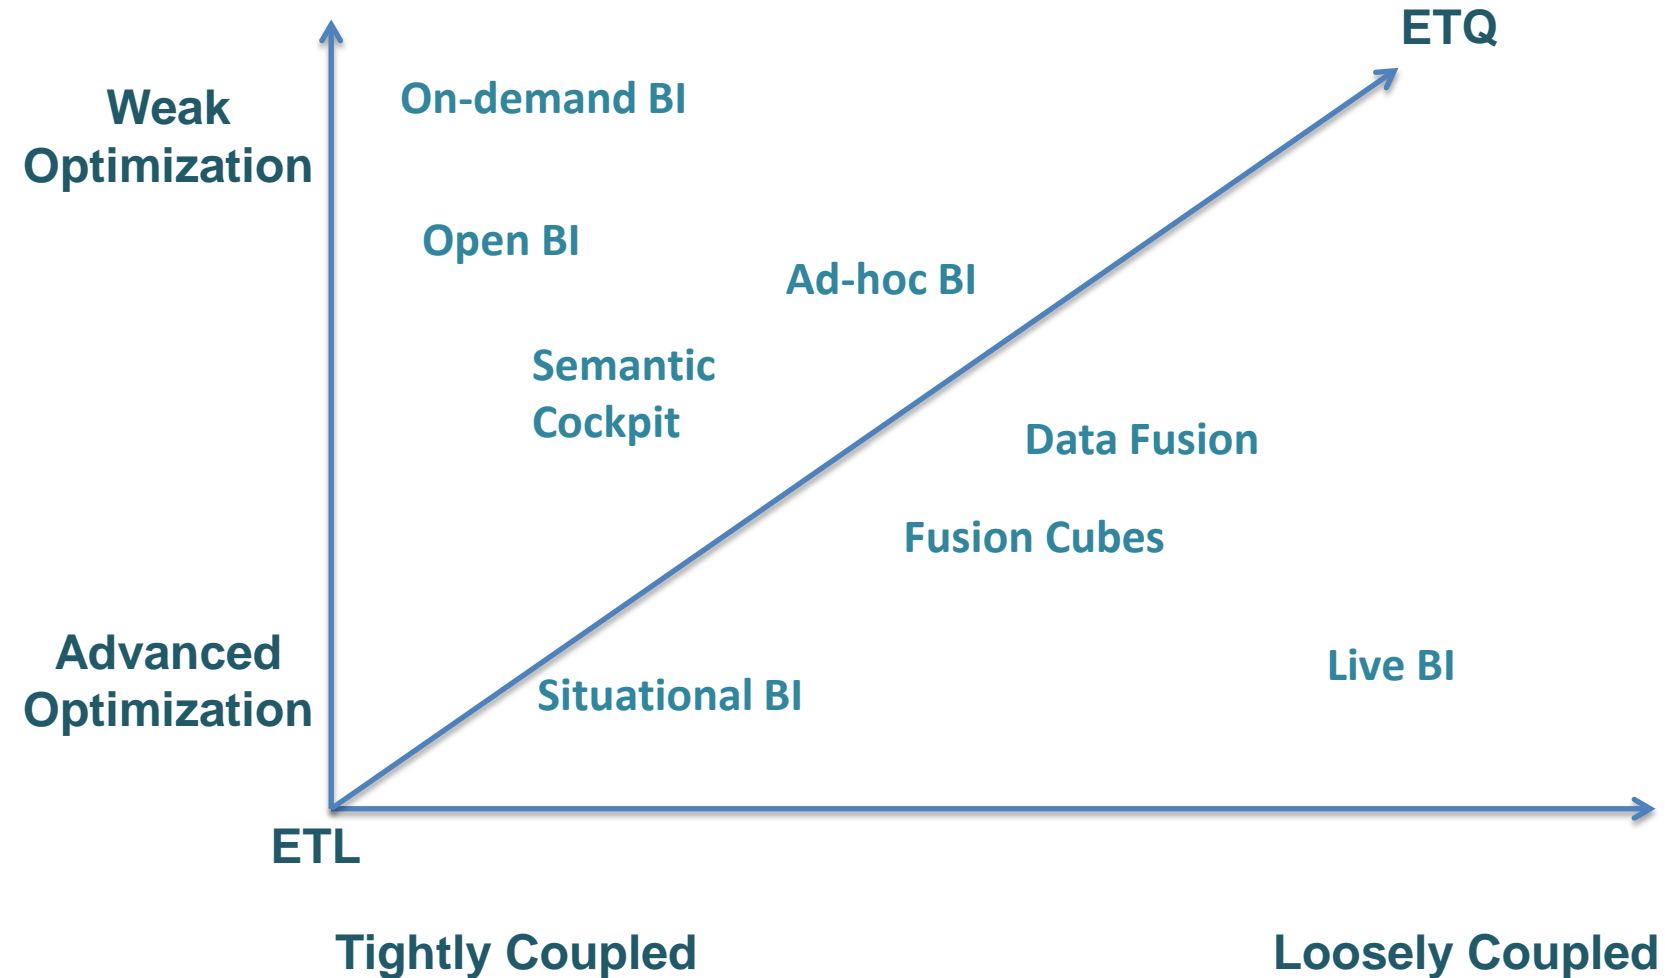 ETQ
Weak
Optimization
On-demand BI
Open BI
Ad-hoc BI
Semantic
Cockpit
Data Fusion
Fusion Cubes
Advanced
Optimization
Situational BI
Live BI
ETL
Tightly Coupled
Loosely Coupled